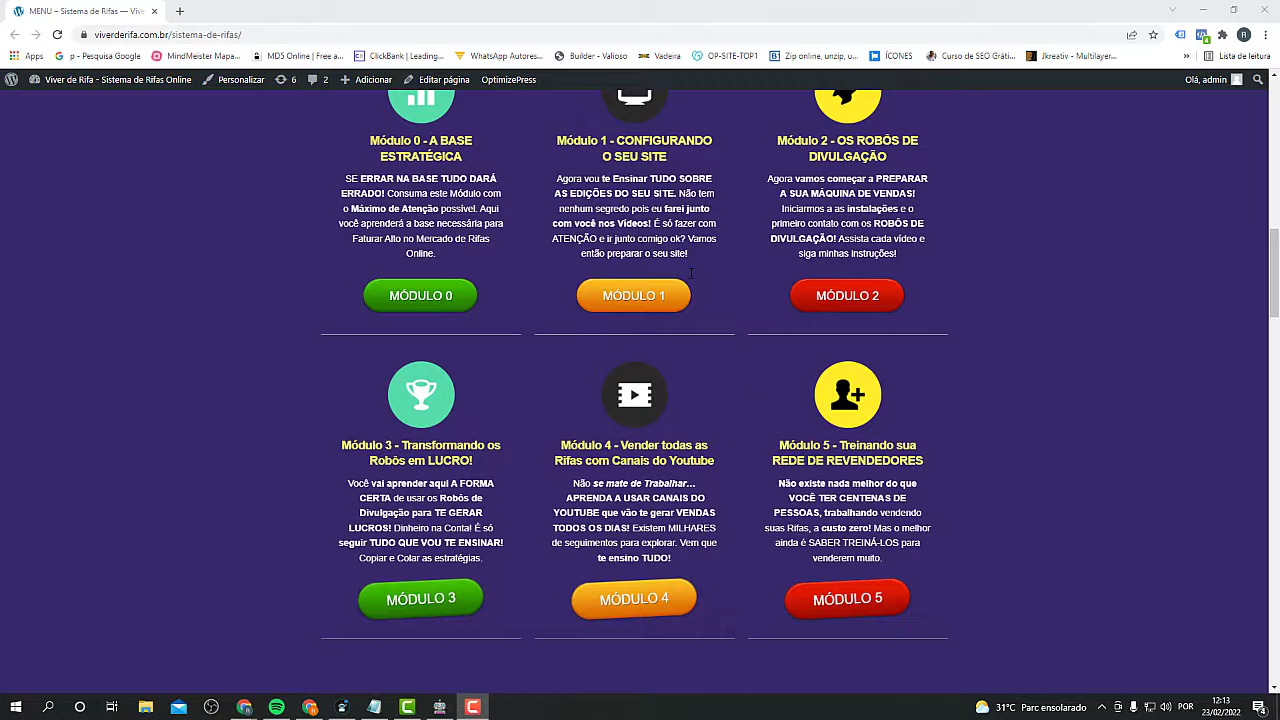 MENU – Sistema de Rifas — Vive
viverderifa.com.br/sistema-de-rifas/
Apps
p - Pesquisa Google
MD5 Online | Free a...
ClickBank | Leading...
WhatsApp Autores...
Builder - Valioso
Vadeira
OP-SITE-TOP1
Zip online, unzip, u...
ÍCONES
Curso de SEO Grátis...
Jkreativ - Multilayer...
Lista de leitura
Viver de Rifa – Sistema de Rifas Online
Personalizar
6
2
Adicionar
Editar página
OptimizePress
Olá, admin
Módulo 0 - A BASE
ESTRATÉGICA
SE ERRAR NA BASE TUDO DARÁ
ERRADO! Consuma este Módulo com
o Máximo de Atenção possível. Aqui
você aprenderá a base necessária para
Faturar Alto no Mercado de Rifas
Online.
MÓDULO 0
Módulo 1 - CONFIGURANDO
O SEU SITE
Agora vou te Ensinar TUDO SOBRE
AS EDIÇÕES DO SEU SITE. Não tem
nenhum segredo pois eu farei junto
com você nos Vídeos! É só fazer com
ATENÇÃO e ir junto comigo ok? Vamos
então preparar o seu site!
MÓDULO 1
Módulo 2 - OS ROBÔS DE
DIVULGAÇÃO
Agora vamos começar a PREPARAR
A SUA MÁQUINA DE VENDAS!
Iniciarmos a as instalações e o
primeiro contato com os ROBÔS DE
DIVULGAÇÃO! Assista cada vídeo e
siga minhas instruções!
MÓDULO 2
Módulo 3 - Transformando os
Robôs em LUCRO!
Você vai aprender aqui A FORMA
CERTA de usar os Robôs de
Divulgação para TE GERAR
LUCROS! Dinheiro na Conta! É só
seguir TUDO QUE VOU TE ENSINAR!
Copiar e Colar as estratégias.
MÓDULO 3
Módulo 4 - Vender todas as
Rifas com Canais do Youtube
Não se mate de Trabalhar…
APRENDA A USAR CANAIS DO
YOUTUBE que vão te gerar VENDAS
TODOS OS DIAS! Existem MILHARES
de seguimentos para explorar. Vem que
te ensino TUDO!
MÓDULO 4
Módulo 5 - Treinando sua
REDE DE REVENDEDORES
Não existe nada melhor do que
VOCÊ TER CENTENAS DE
PESSOAS, trabalhando vendendo
suas Rifas, a custo zero! Mas o melhor
ainda é SABER TREINÁ-LOS para
venderem muito.
MÓDULO 5
31°C Parc ensolarado
POR
12:13
23/02/2022